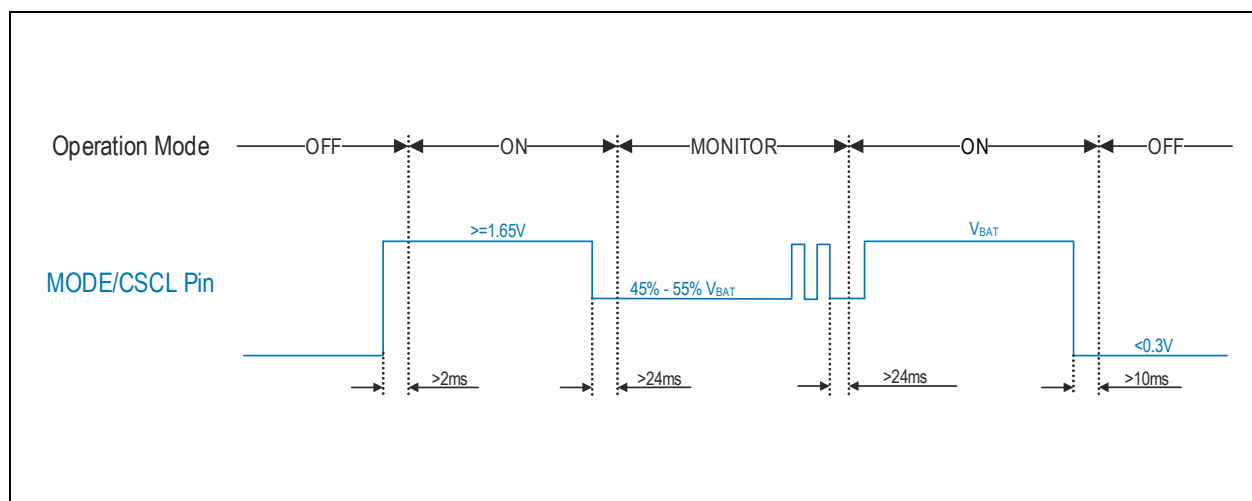 Operation Mode OFF ON MONITOR ON OFF
>=1.65V VBAT
MODE/CSCL Pin 45% - 55% VBAT
<0.3V
>2ms >24ms >24ms >10ms